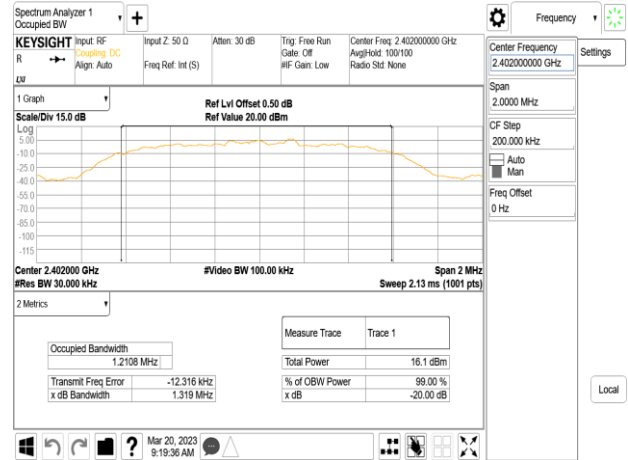 Spectrum Analyzer 1
Occupied BW
Frequency
KEYSIGHT
R
Input: RF
Coupling: DC
Align: Auto
Input Z: 50 Ω
Freq Ref: Int (S)
Atten: 30 dB
Trig: Free Run
Gate: Off
#IF Gain: Low
Center Freq: 2.402000000 GHz
Avg|Hold: 100/100
Radio Std: None
Center Frequency
2.402000000 GHz
Settings
Span
2.0000 MHz
CF Step
200.000 kHz
Auto
Man
Freq Offset
0 Hz
1 Graph
Scale/Div 15.0 dB
Ref Lvl Offset 0.50 dB
Ref Value 20.00 dBm
Log
5.00
-10.0
-25.0
-40.0
-55.0
-70.0
-85.0
-100
-115
Center 2.402000 GHz
#Res BW 30.000 kHz
#Video BW 100.00 kHz
Span 2 MHz
Sweep 2.13 ms (1001 pts)
2 Metrics
Measure Trace Trace 1
Occupied Bandwidth
1.2108 MHz
Total Power 16.1 dBm
Transmit Freq Error -12.316 kHz
% of OBW Power 99.00 %
x dB Bandwidth 1.319 MHz
x dB -20.00 dB
Local
?
Mar 20, 2023
9:19:36 AM